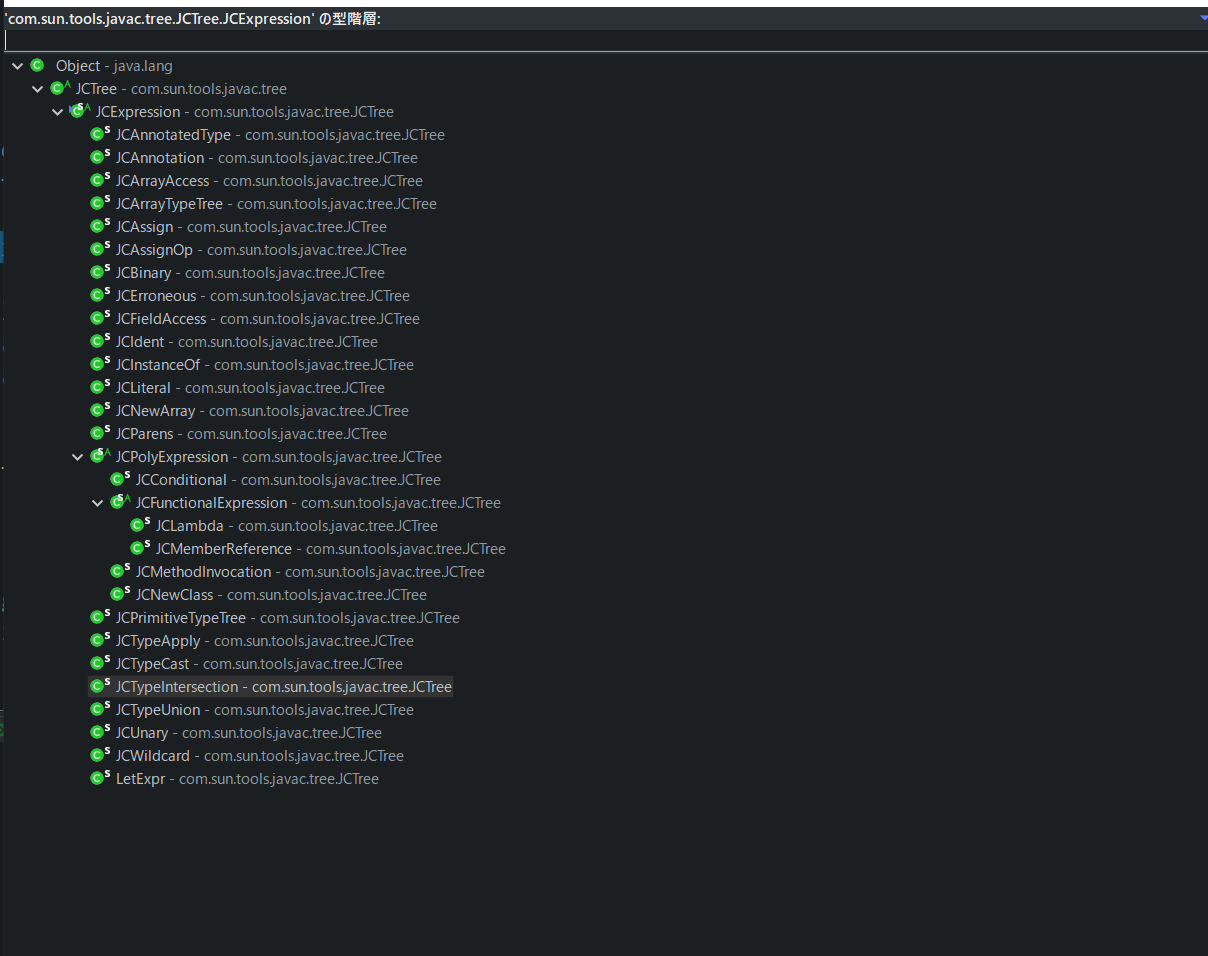 'com.sun.tools.javac.tree.JCTree.JCExpression' の型階層:
Object - java.lang
JCTree - com.sun.tools.javac.tree
JCExpression - com.sun.tools.javac.tree.JCTree
JCAnnotatedType - com.sun.tools.javac.tree.JCTree
JCAnnotation - com.sun.tools.javac.tree.JCTree
JCArrayAccess - com.sun.tools.javac.tree.JCTree
JCArrayTypeTree - com.sun.tools.javac.tree.JCTree
JCAssign - com.sun.tools.javac.tree.JCTree
JCAssignOp - com.sun.tools.javac.tree.JCTree
JCBinary - com.sun.tools.javac.tree.JCTree
JCErroneous - com.sun.tools.javac.tree.JCTree
JCFieldAccess - com.sun.tools.javac.tree.JCTree
JCIdent - com.sun.tools.javac.tree.JCTree
JCInstanceOf - com.sun.tools.javac.tree.JCTree
JCLiteral - com.sun.tools.javac.tree.JCTree
JCNewArray - com.sun.tools.javac.tree.JCTree
JCParens - com.sun.tools.javac.tree.JCTree
JCPolyExpression - com.sun.tools.javac.tree.JCTree
JCConditional - com.sun.tools.javac.tree.JCTree
JCFunctionalExpression - com.sun.tools.javac.tree.JCTree
JCLambda - com.sun.tools.javac.tree.JCTree
JCMemberReference - com.sun.tools.javac.tree.JCTree
JCMethodInvocation - com.sun.tools.javac.tree.JCTree
JCNewClass - com.sun.tools.javac.tree.JCTree
JCPrimitiveTypeTree - com.sun.tools.javac.tree.JCTree
JCTypeApply - com.sun.tools.javac.tree.JCTree
JCTypeCast - com.sun.tools.javac.tree.JCTree
JCTypeIntersection - com.sun.tools.javac.tree.JCTree
JCTypeUnion - com.sun.tools.javac.tree.JCTree
JCUnary - com.sun.tools.javac.tree.JCTree
JCWildcard - com.sun.tools.javac.tree.JCTree
LetExpr - com.sun.tools.javac.tree.JCTree